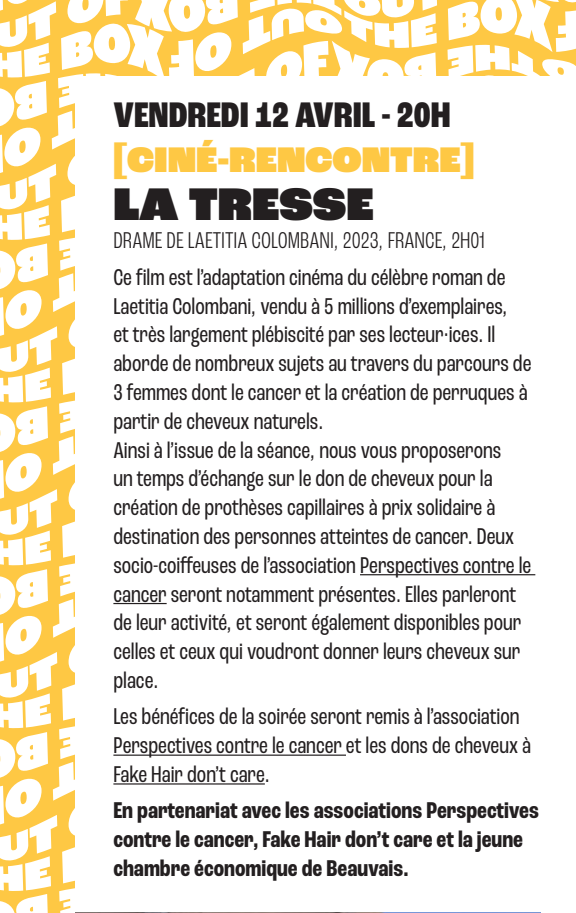 VENDREDI 12 AVRIL - 20H
[CINÉ-RENCONTRE]
LA TRESSE
DRAME DE LAETITIA COLOMBANI, 2023, FRANCE, 2H01
Ce film est l’adaptation cinéma du célèbre roman de
Laetitia Colombani, vendu à 5 millions d’exemplaires,
et très largement plébiscité par ses lecteur·ices. Il
aborde de nombreux sujets au travers du parcours de
3 femmes dont le cancer et la création de perruques à
partir de cheveux naturels.
Ainsi à l’issue de la séance, nous vous proposerons
un temps d’échange sur le don de cheveux pour la
création de prothèses capillaires à prix solidaire à
destination des personnes atteintes de cancer. Deux
socio-coiffeuses de l’association Perspectives contre le
cancer seront notamment présentes. Elles parleront
de leur activité, et seront également disponibles pour
celles et ceux qui voudront donner leurs cheveux sur
place.
Les bénéfices de la soirée seront remis à l’association
Perspectives contre le cancer et les dons de cheveux à
Fake Hair don’t care.
En partenariat avec les associations Perspectives
contre le cancer, Fake Hair don’t care et la jeune
chambre économique de Beauvais.